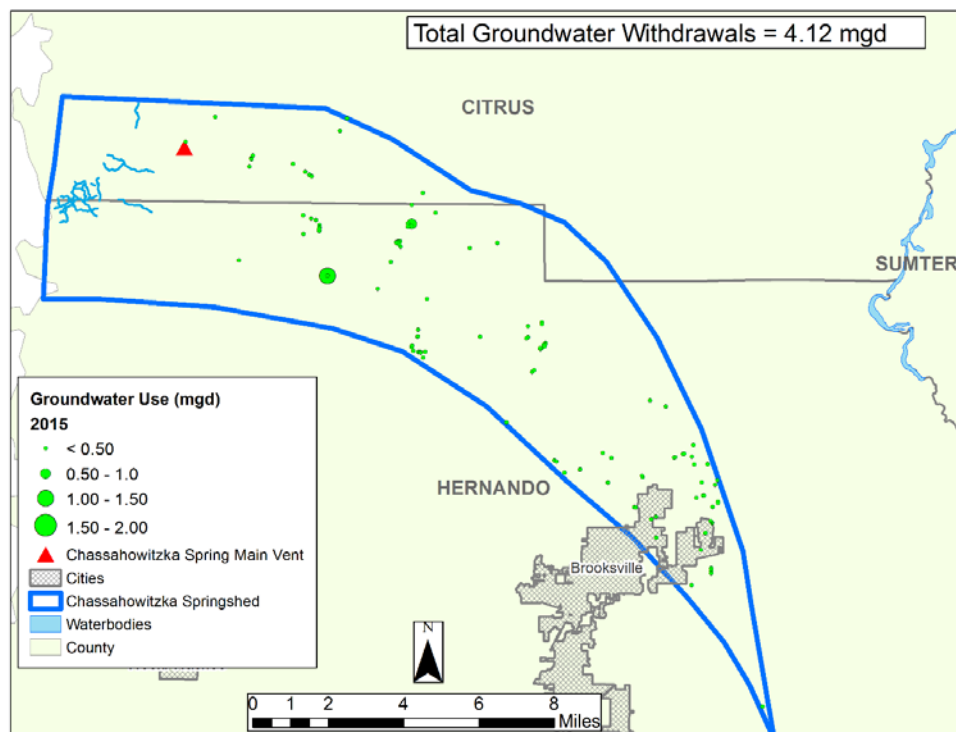 Total Groundwater Withdrawals = 4.12 mgd
CITRUS
SUMTER
Groundwater Use (mgd)
2015
< 0.50
0.50 - 1.0
1.00 - 1.50
1.50 - 2.00
Chassahowitzka Spring Main Vent
Cities
Chassahowitzka Springshed
Waterbodies
County
HERNANDO
Brooksville
N
0 1 2 4 6 8
Miles